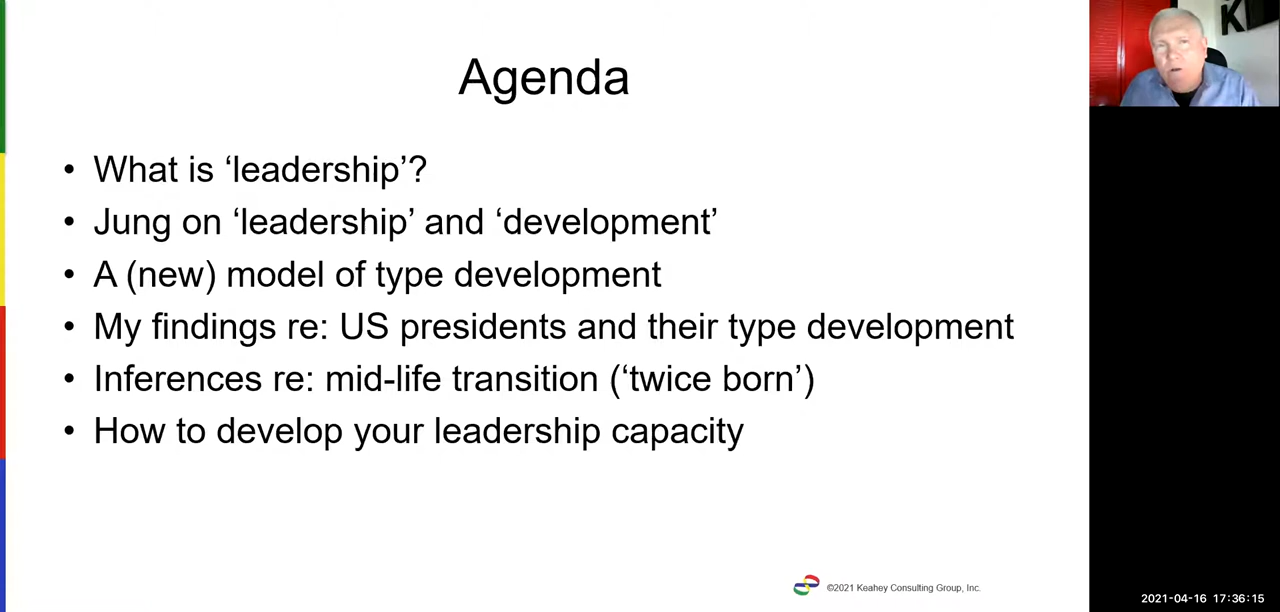 Agenda
• What is ‘leadership’?
• Jung on ‘leadership’ and ‘development’
• A (new) model of type development
• My findings re: US presidents and their type development
• Inferences re: mid-life transition (‘twice born’)
• How to develop your leadership capacity
©2021 Keahey Consulting Group, Inc.
K
2021-04-16 17:36:15